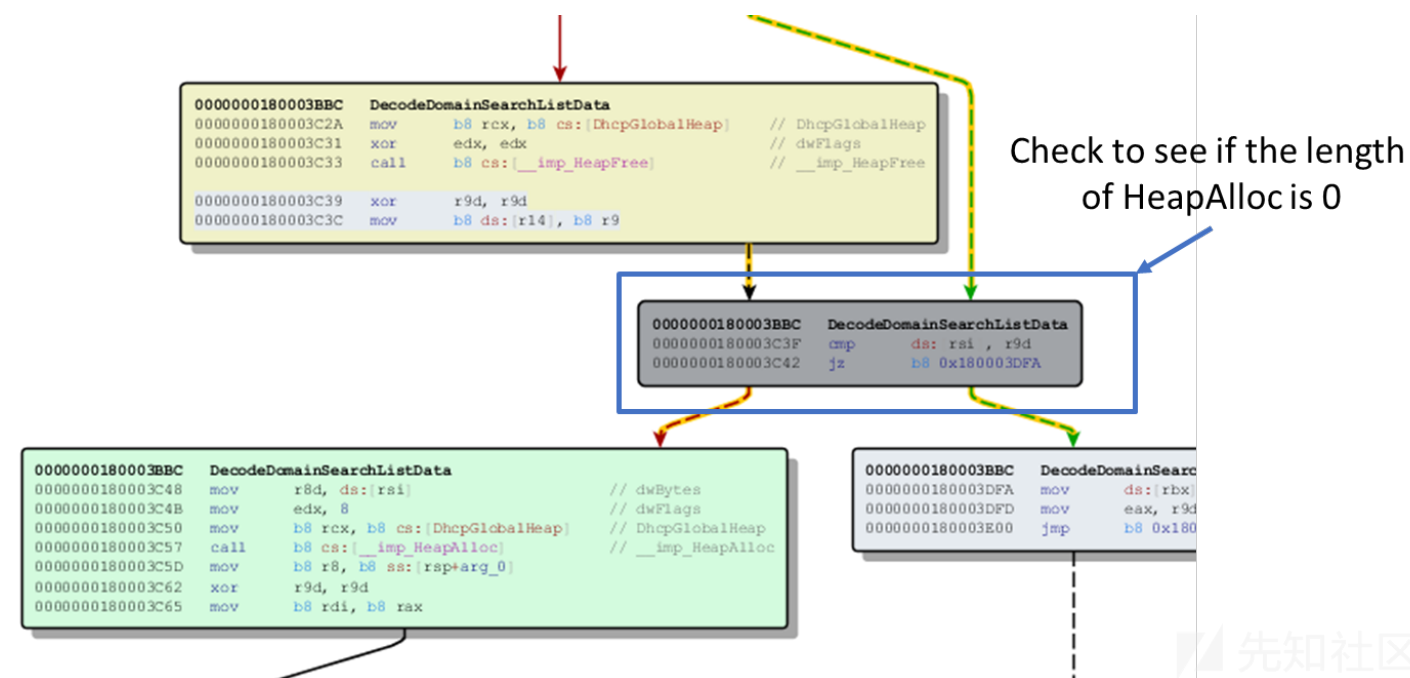 0000000180003BBC DecodeDomainSearchListData
0000000180003C2A mov b8 rcx, b8 cs:[DhcpGlobalHeap] // DhcpGlobalHeap
0000000180003C31 xor edx, edx // dwFlags
0000000180003C33 call b8 cs:[__imp_HeapFree] // __imp_HeapFree
0000000180003C39 xor r9d, r9d
0000000180003C3C mov b8 ds:[r14], b8 r9
Check to see if the length
of HeapAlloc is 0
0000000180003BBC DecodeDomainSearchListData
0000000180003C3F cmp ds:[rsi], r9d
0000000180003C42 jz b8 0x180003DFA
0000000180003BBC DecodeDomainSearchListData
0000000180003C48 mov r8d, ds:[rsi] // dwBytes
0000000180003C4B mov edx, 8 // dwFlags
0000000180003C50 mov b8 rcx, b8 cs:[DhcpGlobalHeap] // DhcpGlobalHeap
0000000180003C57 call b8 cs:[__imp_HeapAlloc] // __imp_HeapAlloc
0000000180003C5D mov b8 r8, b8 ss:[rsp+arg_0]
0000000180003C62 xor r9d, r9d
0000000180003C65 mov b8 rdi, b8 rax
0000000180003BBC DecodeDomainSearc
0000000180003DFA mov ds:[rbx]
0000000180003DFD mov eax, r9d
0000000180003E00 jmp b8 0x180
先知社区